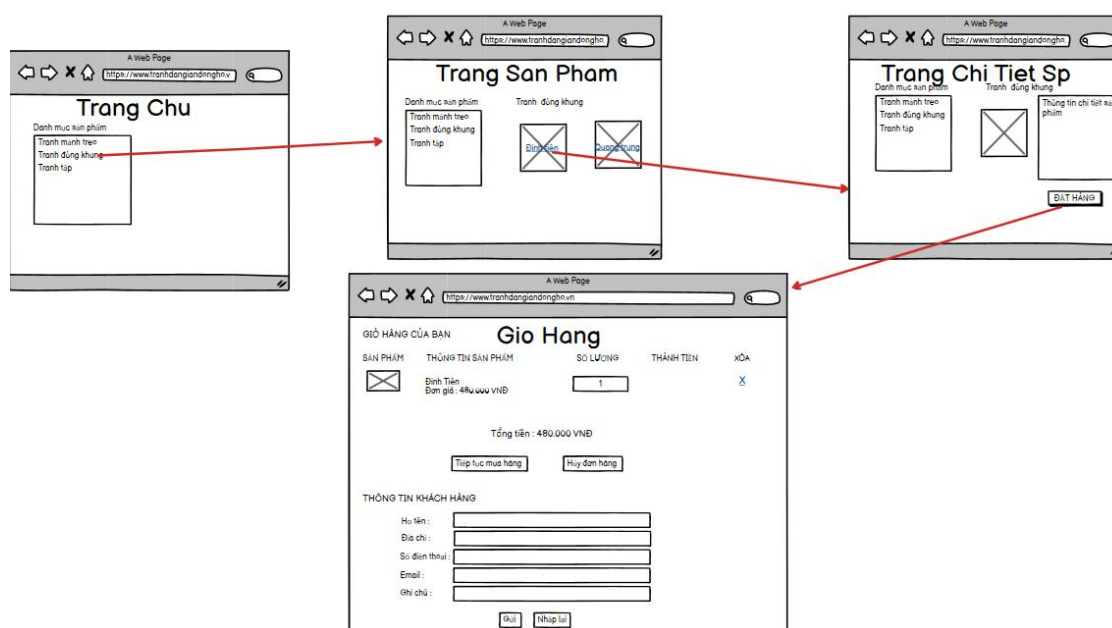 A Web Page
https://www.tranhdangiandongho.v
Trang Chu
Danh mục sản phẩm
Tranh mành treo
Tranh đóng khung
Tranh tập
A Web Page
https://www.tranhdangiandongho.
Trang San Pham
Danh mục sản phẩm
Tranh mành treo
Tranh đóng khung
Tranh tập
Tranh đóng khung
Đinh tiên
Quang trung
A Web Page
https://www.tranhdangiandongho.
Trang Chi Tiet Sp
Danh mục sản phẩm
Tranh mành treo
Tranh đóng khung
Tranh tập
Tranh đóng khung
Thông tin chi tiết sả
phẩm
ĐẶT HÀNG
A Web Page
https://www.tranhdangiandongho.vn
GIỎ HÀNG CỦA BẠN
Gio Hang
SẢN PHẨM THÔNG TIN SẢN PHẨM SỐ LƯỢNG THÀNH TIỀN XÓA
Đinh Tiên 1 X
Đơn giá : 480.000 VNĐ
Tổng tiền : 480.000 VNĐ
Tiếp tục mua hàng Hủy đơn hàng
THÔNG TIN KHÁCH HÀNG
Họ tên :
Địa chỉ :
Số điện thoại :
Email :
Ghi chú :
Gửi Nhập lại